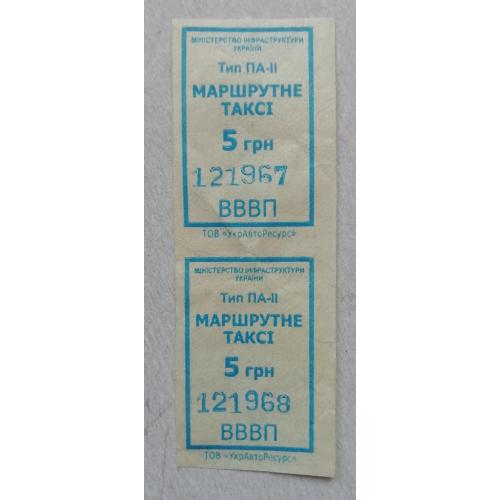 МІНІСТЕРСТВО ІНФРАСТРУКТУРИ
УКРАЇНИ
Тип ПА-ІІ
МАРШРУТНЕ
ТАКСІ
5 грн
121967
ВВВП
ТОВ «УкрАвтоРесурс»
МІНІСТЕРСТВО ІНФРАСТРУКТУРИ
УКРАЇНИ
Тип ПА-ІІ
МАРШРУТНЕ
ТАКСІ
5 грн
121968
ВВВП
ТОВ «УкрАвтоРесурс»